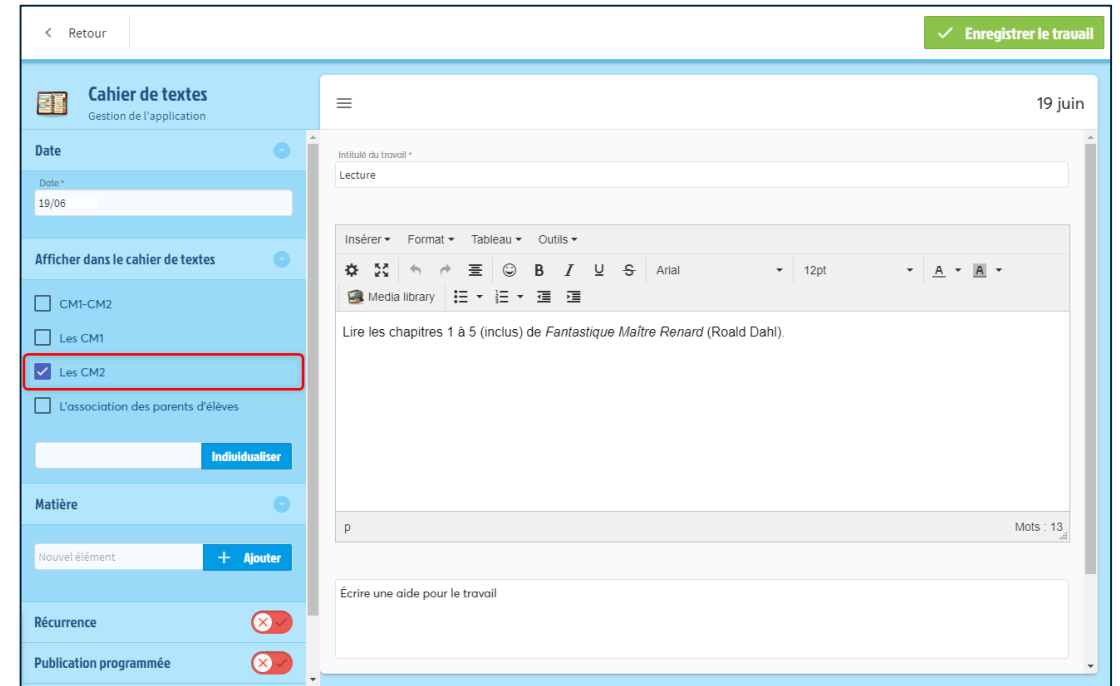 Retour
Enregistrer le travail
Cahier de textes
Gestion de l'application
19 juin
Date
Date *
19/06
Afficher dans le cahier de textes
CM1-CM2
Les CM1
Les CM2
L'association des parents d'élèves
Individualiser
Matière
Nouvel élément
+ Ajouter
Récurrence
Publication programmée
Intitulé du travail *
Lecture
Insérer Format Tableau Outils
B I U S Arial 12pt A A
Media library
Lire les chapitres 1 à 5 (inclus) de Fantastique Maître Renard (Roald Dahl).
p Mots : 13
Écrire une aide pour le travail